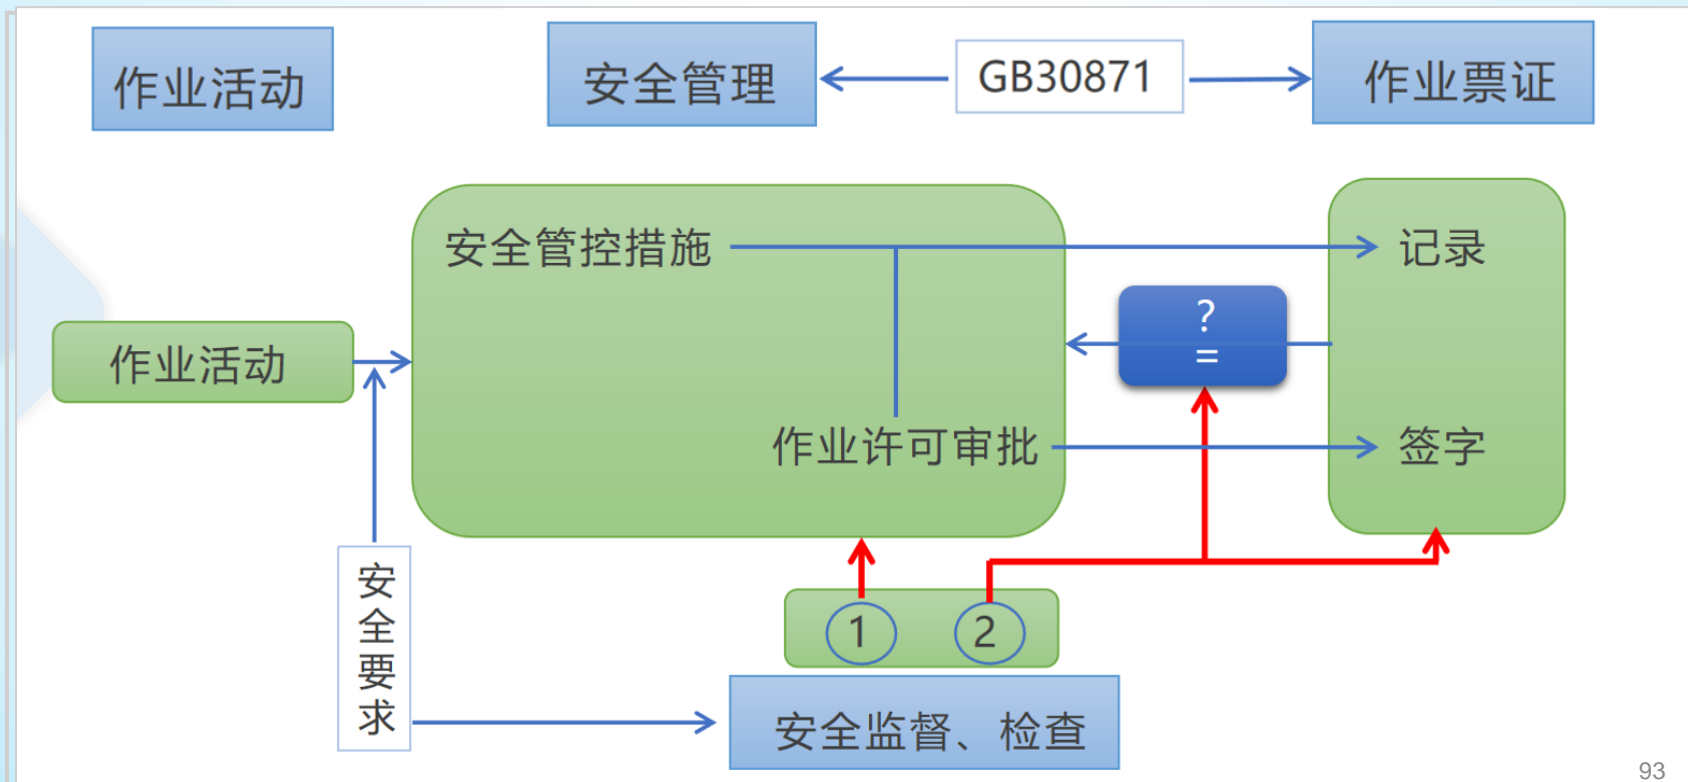 作业活动
安全管理
GB30871
作业票证
安全管控措施
记录
?
=
作业活动
作业许可审批
签字
安全要求
1
2
安全监督、检查
93